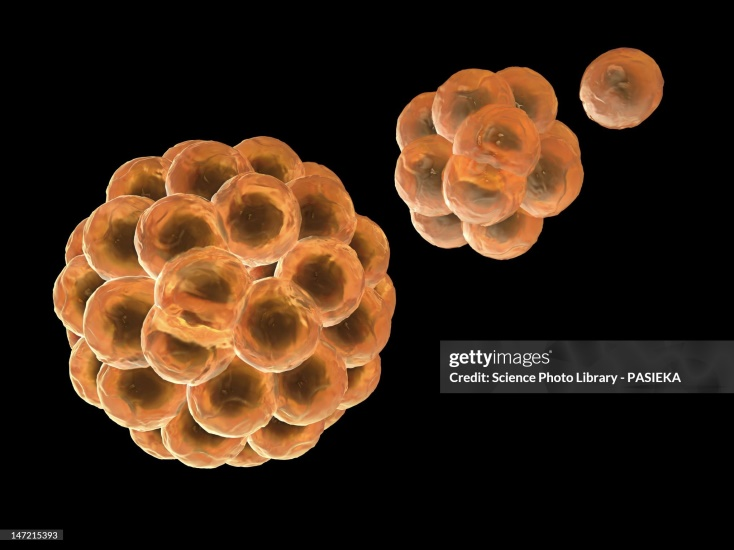 gettyimages®
Credit: Science Photo Library - PASIEKA
147215393